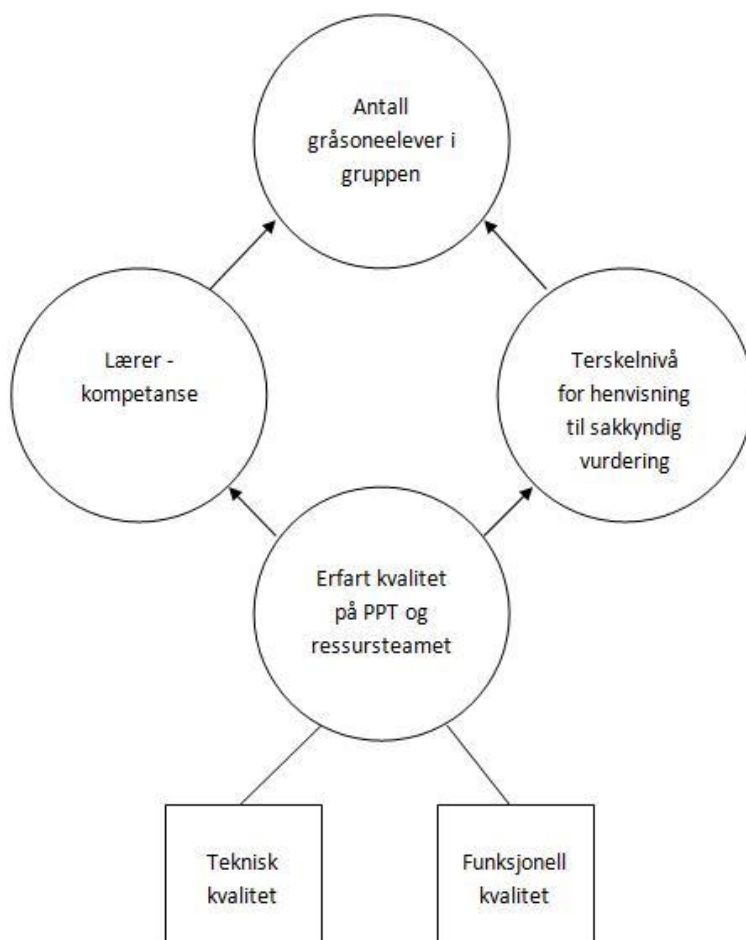 Antall
gråsoneelever i
gruppen
Lærer -
kompetanse
Terskelnivå
for henvisning
til sakkyndig
vurdering
Erfart kvalitet
på PPT og
ressursteamet
Teknisk
kvalitet
Funksjonell
kvalitet